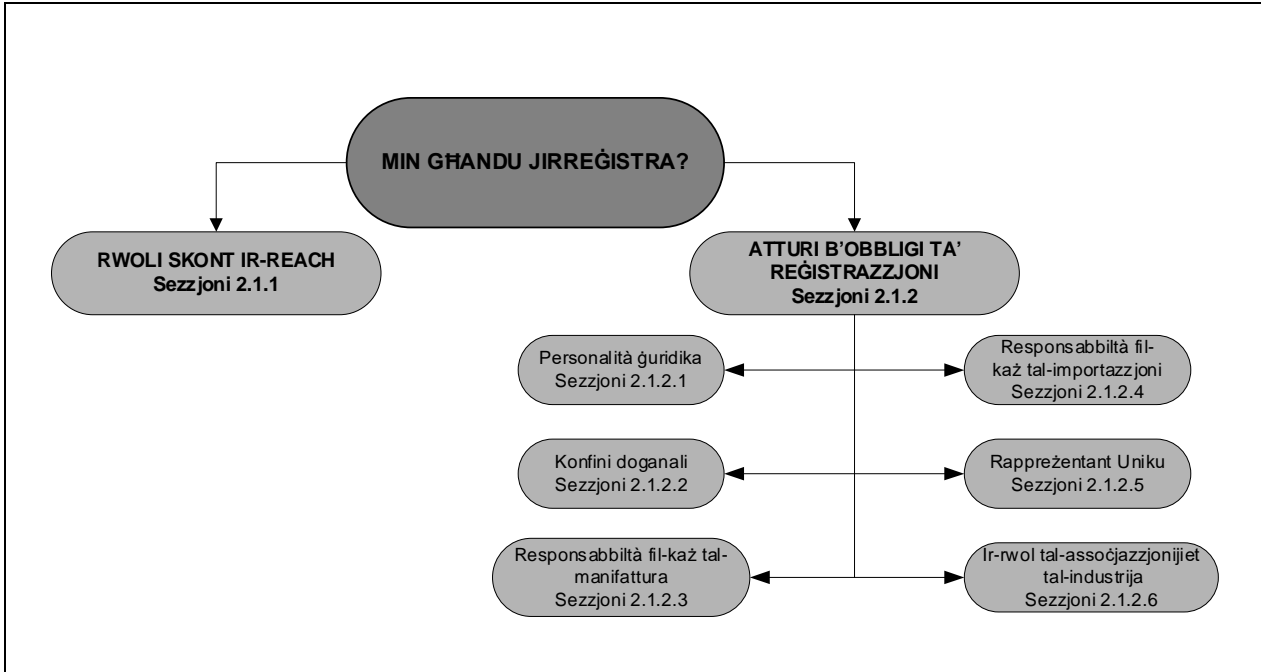 MIN GĦANDU JIRREĠISTRA?
RWOLI SKONT IR-REACH
Sezzjoni 2.1.1
ATTURI B’OBBLIGI TA’
REĠISTRAZZJONI
Sezzjoni 2.1.2
Personalità ġuridika
Sezzjoni 2.1.2.1
Responsabbiltà fil-
każ tal-importazzjoni
Sezzjoni 2.1.2.4
Konfini doganali
Sezzjoni 2.1.2.2
Rappreżentant Uniku
Sezzjoni 2.1.2.5
Responsabbiltà fil-każ tal-
manifattura
Sezzjoni 2.1.2.3
Ir-rwol tal-assoċjazzjonijiet
tal-industrija
Sezzjoni 2.1.2.6